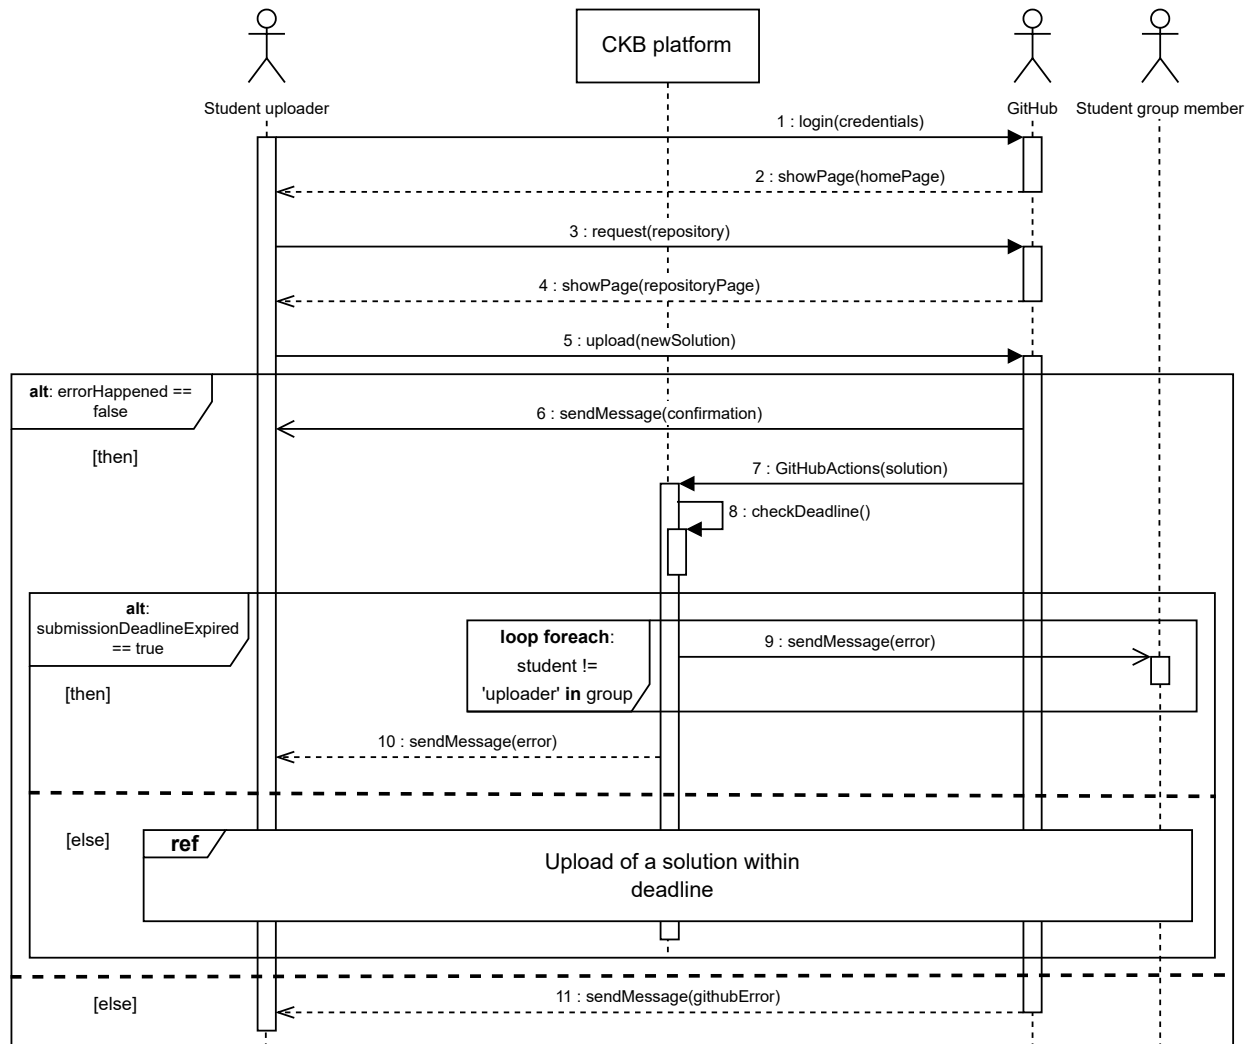 CKB platform
Student uploader
GitHub
Student group member
1 : login(credentials)
2 : showPage(homePage)
3 : request(repository)
4 : showPage(repositoryPage)
5 : upload(newSolution)
alt: errorHappened ==
false
6 : sendMessage(confirmation)
[then]
7 : GitHubActions(solution)
8 : checkDeadline()
alt:
submissionDeadlineExpired
== true
loop foreach:
student !=
'uploader' in group
9 : sendMessage(error)
[then]
10 : sendMessage(error)
[else]
ref
Upload of a solution within
deadline
[else]
11 : sendMessage(githubError)